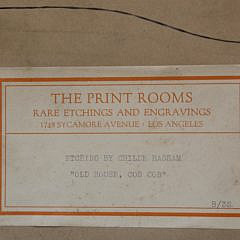 THE PRINT ROOMS
RARE ETCHINGS AND ENGRAVINGS
1748 SYCAMORE AVENUE · LOS ANGELES
ETCHING BY CHILDE HASSAM
"OLD HOUSE, COS COB"